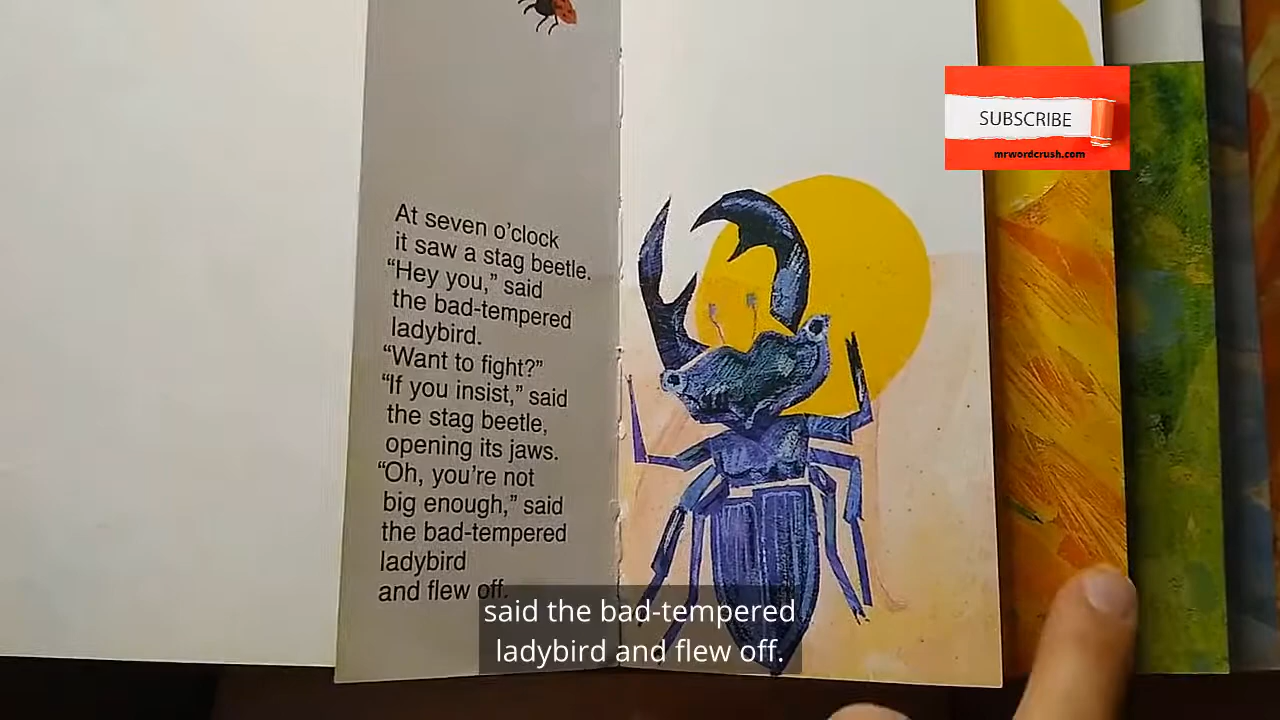 At seven o'clock
it saw a stag beetle.
“Hey you,” said
the bad-tempered
ladybird.
“Want to fight?”
“If you insist,” said
the stag beetle,
opening its jaws.
“Oh, you're not
big enough,” said
the bad-tempered
ladybird
and flew off.
SUBSCRIBE
mrwordcrush.com
said the bad-tempered
ladybird and flew off.